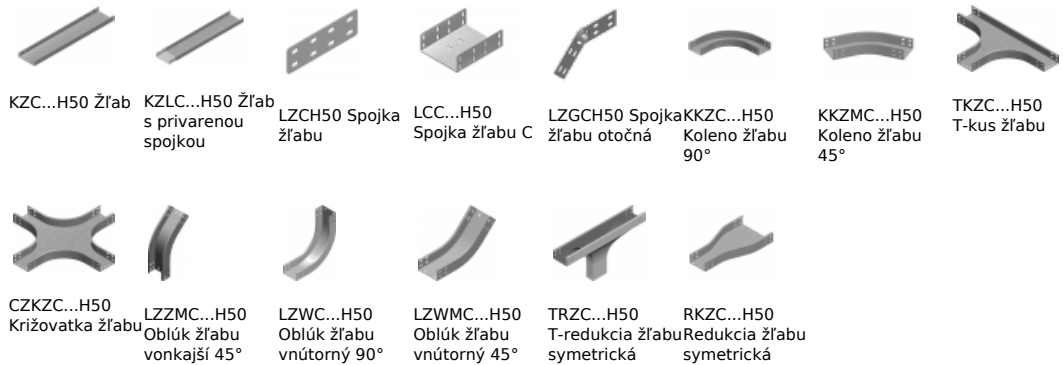 KZC...H50 Žľab
KZLC...H50 Žľab
s privarenou
spojkou
LZCH50 Spojka
žľabu
LCC...H50
Spojka žľabu C
LZGCH50 Spojka
žľabu otočná
KKZC...H50
Koleno žľabu
90°
KKZMC...H50
Koleno žľabu
45°
TKZC...H50
T-kus žľabu
CZKZC...H50
Križovatka žľabu
LZZMC...H50
Oblúk žľabu
vonkajší 45°
LZWC...H50
Oblúk žľabu
vnútorný 90°
LZWMC...H50
Oblúk žľabu
vnútorný 45°
TRZC...H50
T-redukcia žľabu
symetrická
RKZC...H50
Redukcia žľabu
symetrická